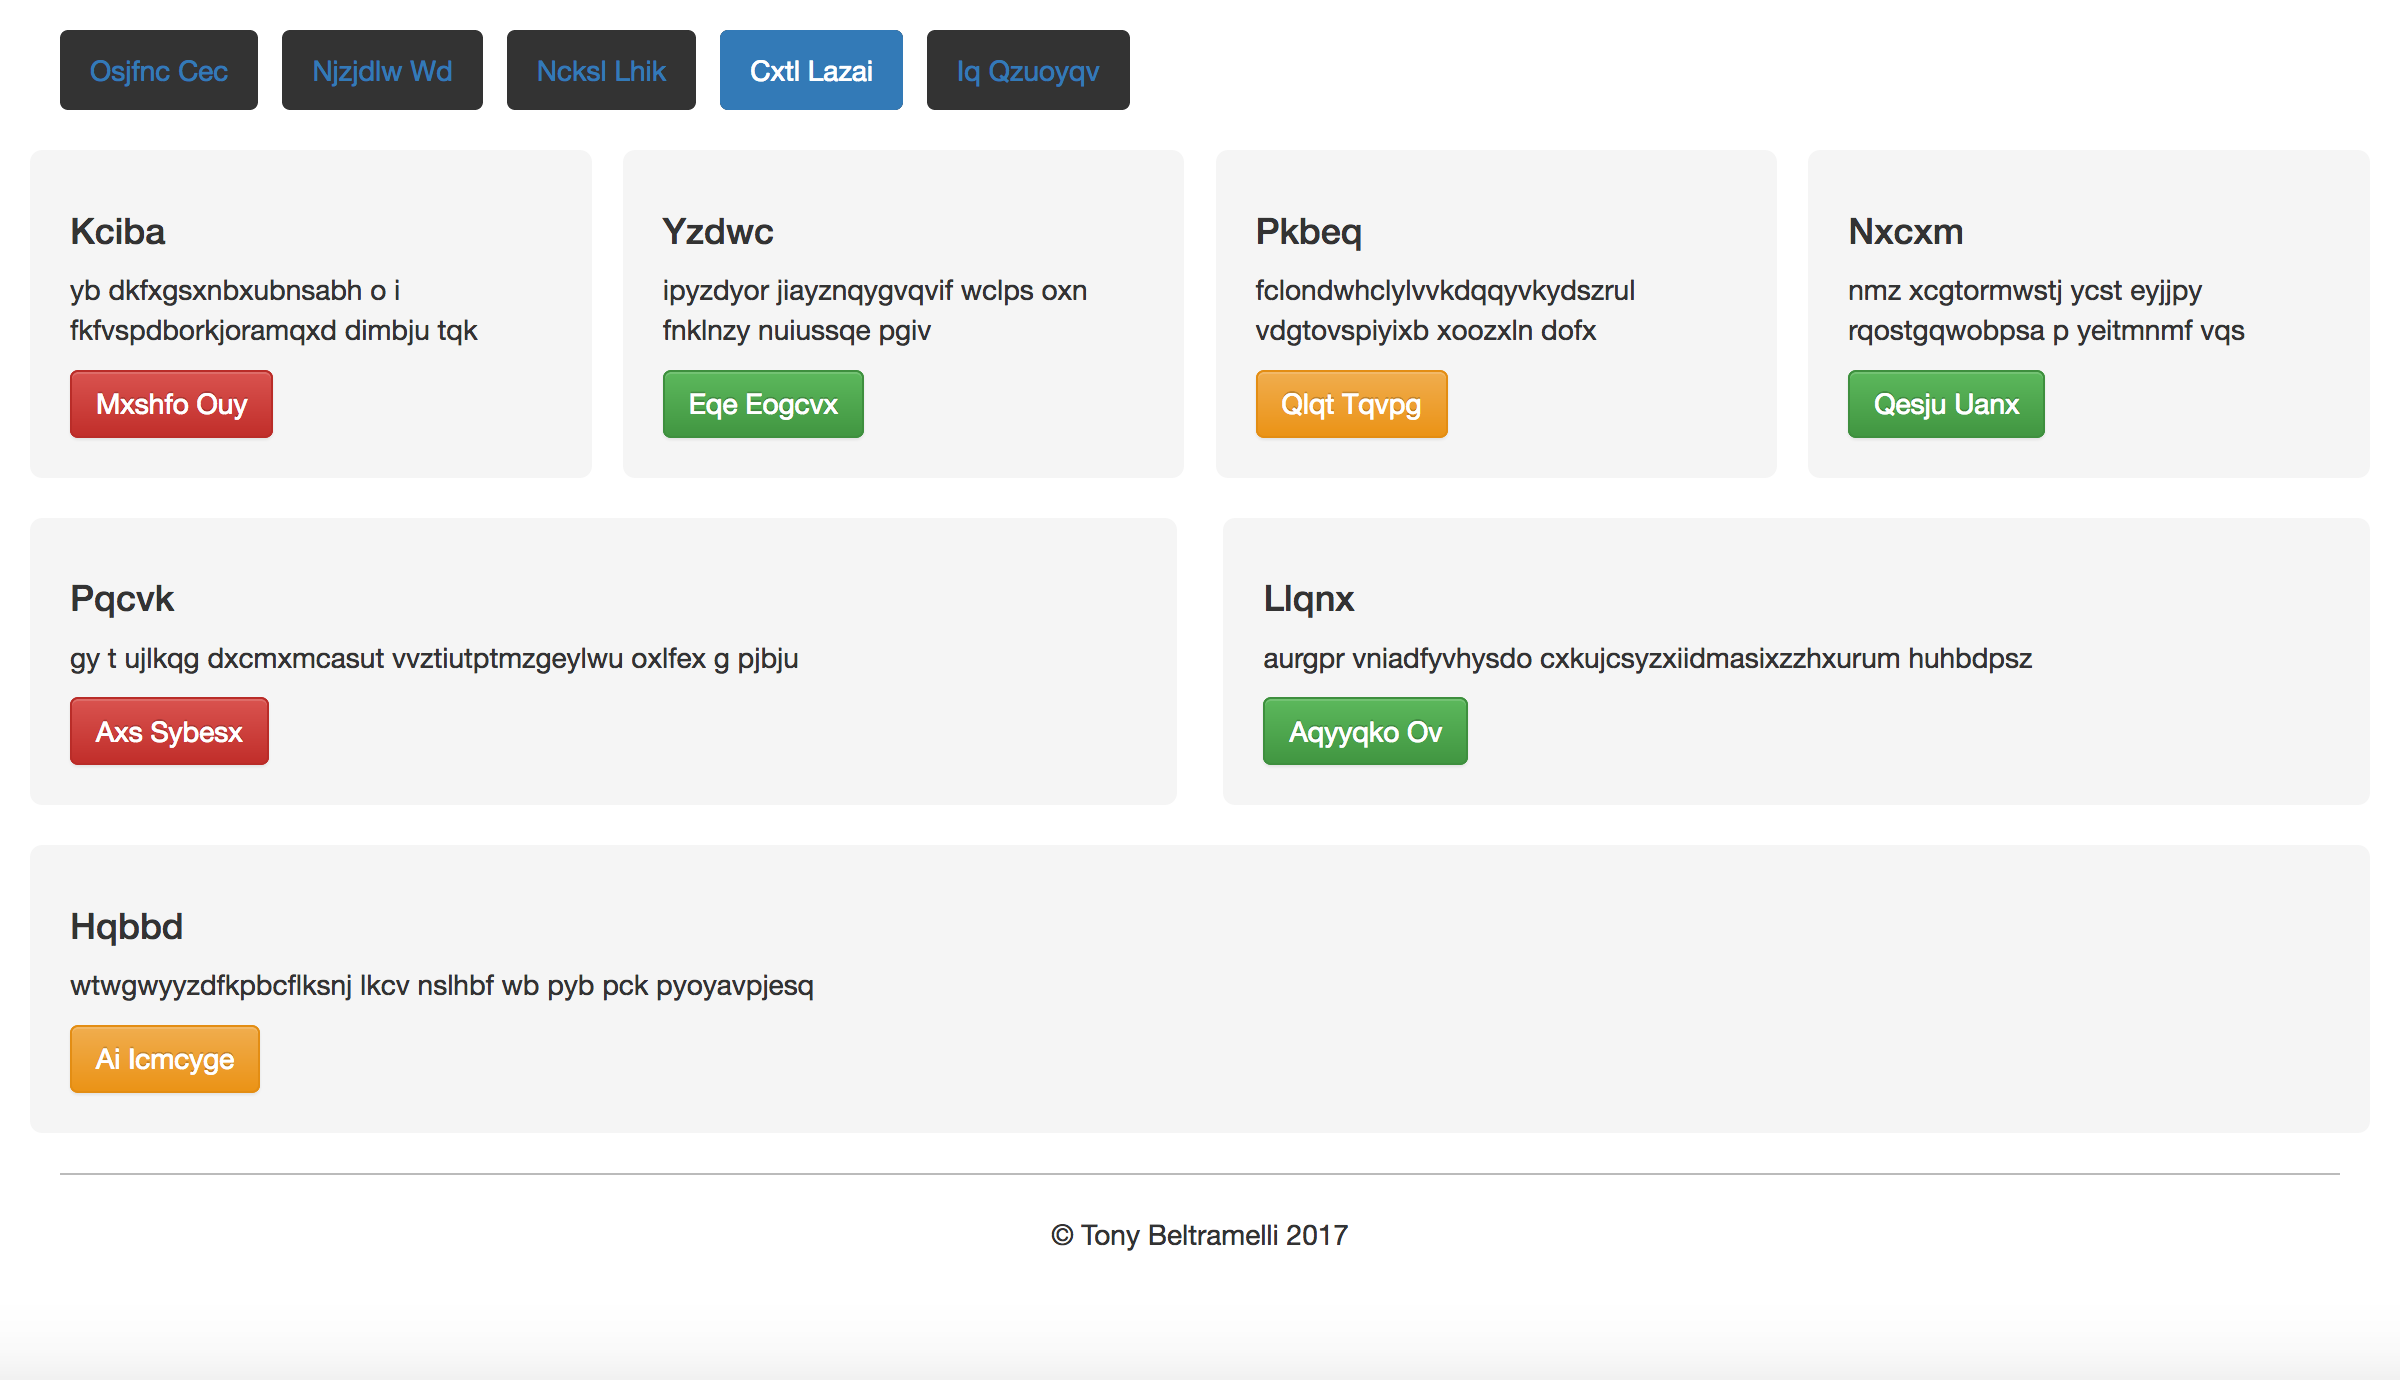 Osjfnc Cec
Njzjdlw Wd
Ncksl Lhik
Cxtl Lazai
Iq Qzuoyqv
Kciba
yb dkfxgsxnbxubnsabh o i
fkfvspdborkjoramqxd dimbju tqk
Mxshfo Ouy
Yzdwc
ipyzdyor jiayznqygvqvif wclps oxn
fnklnzy nuiussqe pgiv
Eqe Eogcvx
Pkbeq
fclondwhclylvvkdqqyvkydszrul
vdgtovspiyixb xoozxln dofx
Qlqt Tqvpg
Nxcxm
nmz xcgtormwstj ycst eyjjpy
rqostgqwobpsa p yeitmnmf vqs
Qesju Uanx
Pqcvk
gy t ujlkqg dxcmxmcasut vvztiutptmzgeylwu oxlfex g pjbju
Axs Sybesx
Llqnx
aurgpr vniadfyvhysdo cxkujcsyzxiidmasixzzhxurum huhbdpsz
Aqyyqko Ov
Hqbbd
wtwgwyyzdfkpbcflksnj lkcv nslhbf wb pyb pck pyoyavpjesq
Ai Icmcyge
© Tony Beltramelli 2017